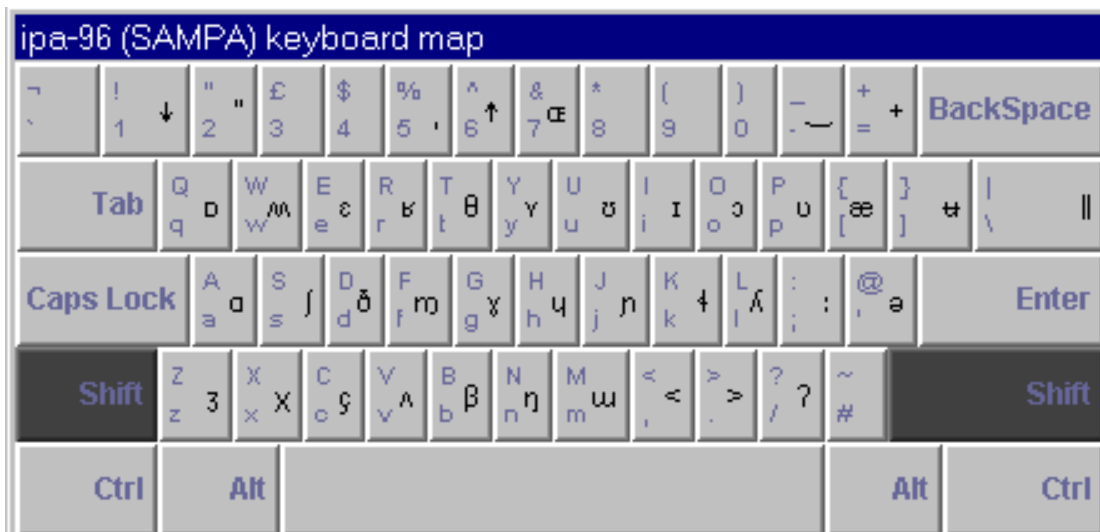 ipa-96 (SAMPA) keyboard map
¬ ! " £ $ % ^ & * ( ) _ + BackSpace
` 1 ↓ 2 " 3 4 5 ˌ 6 ↑ 7 Œ 8 9 0 - ‿ = +
Tab Q W E R T Y U I O P { } |
q ɒ w ʍ e ɛ r ʁ t θ y ʏ u ʊ i ɪ o ɔ p ʋ [ æ ] ʉ \ ‖
Caps Lock A S D F G H J K L : @ Enter
a ɑ s ʃ d ð f ɱ g ɣ h ɥ j ɲ k ɬ l ʎ ; ː ' ə
Shift Z X C V B N M < > ? ~ Shift
z ʒ x χ c ç v ʌ b β n ŋ m ɯ , < . > / ʔ #
Ctrl Alt Alt Ctrl